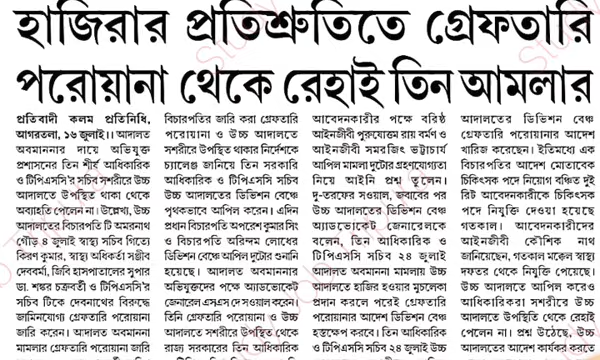 হাজিরার প্রতিশ্রুতিতে গ্রেফতারি
পরোয়ানা থেকে রেহাই তিন আমলার
প্রতিবাদী কলম প্রতিনিধি,
আগরতলা, ১৬ জুলাই।। আদালত
অবমাননার দায়ে অভিযুক্ত
প্রশাসনের তিন শীর্ষ আধিকারিক
ও টিপিএসসি'র সচিব সশরীরে উচ্চ
আদালতে উপস্থিত থাকা থেকে
অব্যাহতি পেলেন না। উল্লেখ্য, উচ্চ
আদালতের বিচারপতি টি অমরনাথ
গৌড় ৪ জুলাই স্বাস্থ্য সচিব গিত্যে
কিরণ কুমার, স্বাস্থ্য অধিকর্তা সঞ্জীব
দেববর্মা, জিবি হাসপাতালের সুপার
ডা. শঙ্কর চক্রবর্তী ও টিপিএসসি'র
সচিব টিকে দেবনাথের বিরুদ্ধে
জামিনযোগ্য গ্রেফতারি পরোয়ানা
জারি করেন। আদালত অবমাননা
মামলার গ্রেফতারি পরোয়ানা জারি
বিচারপতির জারি করা গ্রেফতারি
পরোয়ানা ও উচ্চ আদালতে
সশরীরে উপস্থিত থাকার নির্দেশকে
চ্যালেঞ্জ জানিয়ে তিন সরকারি
আধিকারিক ও টিপিএসসি সচিব
উচ্চ আদালতের ডিভিশন বেঞ্চে
পৃথকভাবে আপিল করেন। এদিন
প্রধান বিচারপতি অপরেশ কুমার সিং
ও বিচারপতি অরিন্দম লোধের
ডিভিশন বেঞ্চে আপিল দুটোর শুনানি
হয়েছে। আদালত অবমাননার
অভিযুক্তদের পক্ষে অ্যাডভোকেট
জেনারেল এসএস দে সওয়াল করেন।
তিনি গ্রেফতারি পরোয়ানা ও উচ্চ
আদালতে সশরীরে উপস্থিত থেকে
রাজ্য সরকারের তিন আধিকারিক
আবেদনকারীর পক্ষে বরিষ্ঠ
আইনজীবী পুরুষোত্তম রায় বর্মণ ও
আইনজীবী সমরজিৎ ভট্টাচার্য
আপিল মামলা দুটোর গ্রহণযোগ্যতা
নিয়ে আইনি প্রশ্ন তুলেন।
দু-তরফের সওয়াল, জবাবের পর
উচ্চ আদালতের ডিভিশন বেঞ্চ
অ্যাডভোকেট জেনারেলকে
বলেন, তিন আধিকারিক ও
টিপিএসসি সচিব ২৪ জুলাই
আদালত অবমাননা মামলায় উচ্চ
আদালতে হাজির হওয়ার মুচলেকা
প্রদান করলে পরেই গ্রেফতারি
পরোয়ানার আদেশ ডিভিশন বেঞ্চ
হস্তক্ষেপ করবে। তিন আধিকারিক
ও টিপিএসসি সচিব ২৪ জুলাই উচ্চ
আদালতের ডিভিশন বেঞ্চ
গ্রেফতারি পরোয়ানার আদেশ
খারিজ করেছেন। ইতিমধ্যে এক
বিচারপতির আদেশ মোতাবেক
চিকিৎসক পদে নিয়োগ বঞ্চিত দুই
রিট আবেদনকারীকে চিকিৎসক
পদে নিযুক্তি দেওয়া হয়েছে
গতকাল। আবেদনকারীদের
আইনজীবী কৌশিক নাথ
জানিয়েছেন, গতকাল মক্কেল স্বাস্থ্য
দফতর থেকে নিযুক্তি পেয়েছে।
উচ্চ আদালতে আপিল করেও
আধিকারিকরা সশরীরে উচ্চ
আদালতে উপস্থিতি থেকে রেহাই
পেলেন না। প্রশ্ন উঠেছে, উচ্চ
আদালতের আদেশ কার্যকর করতে